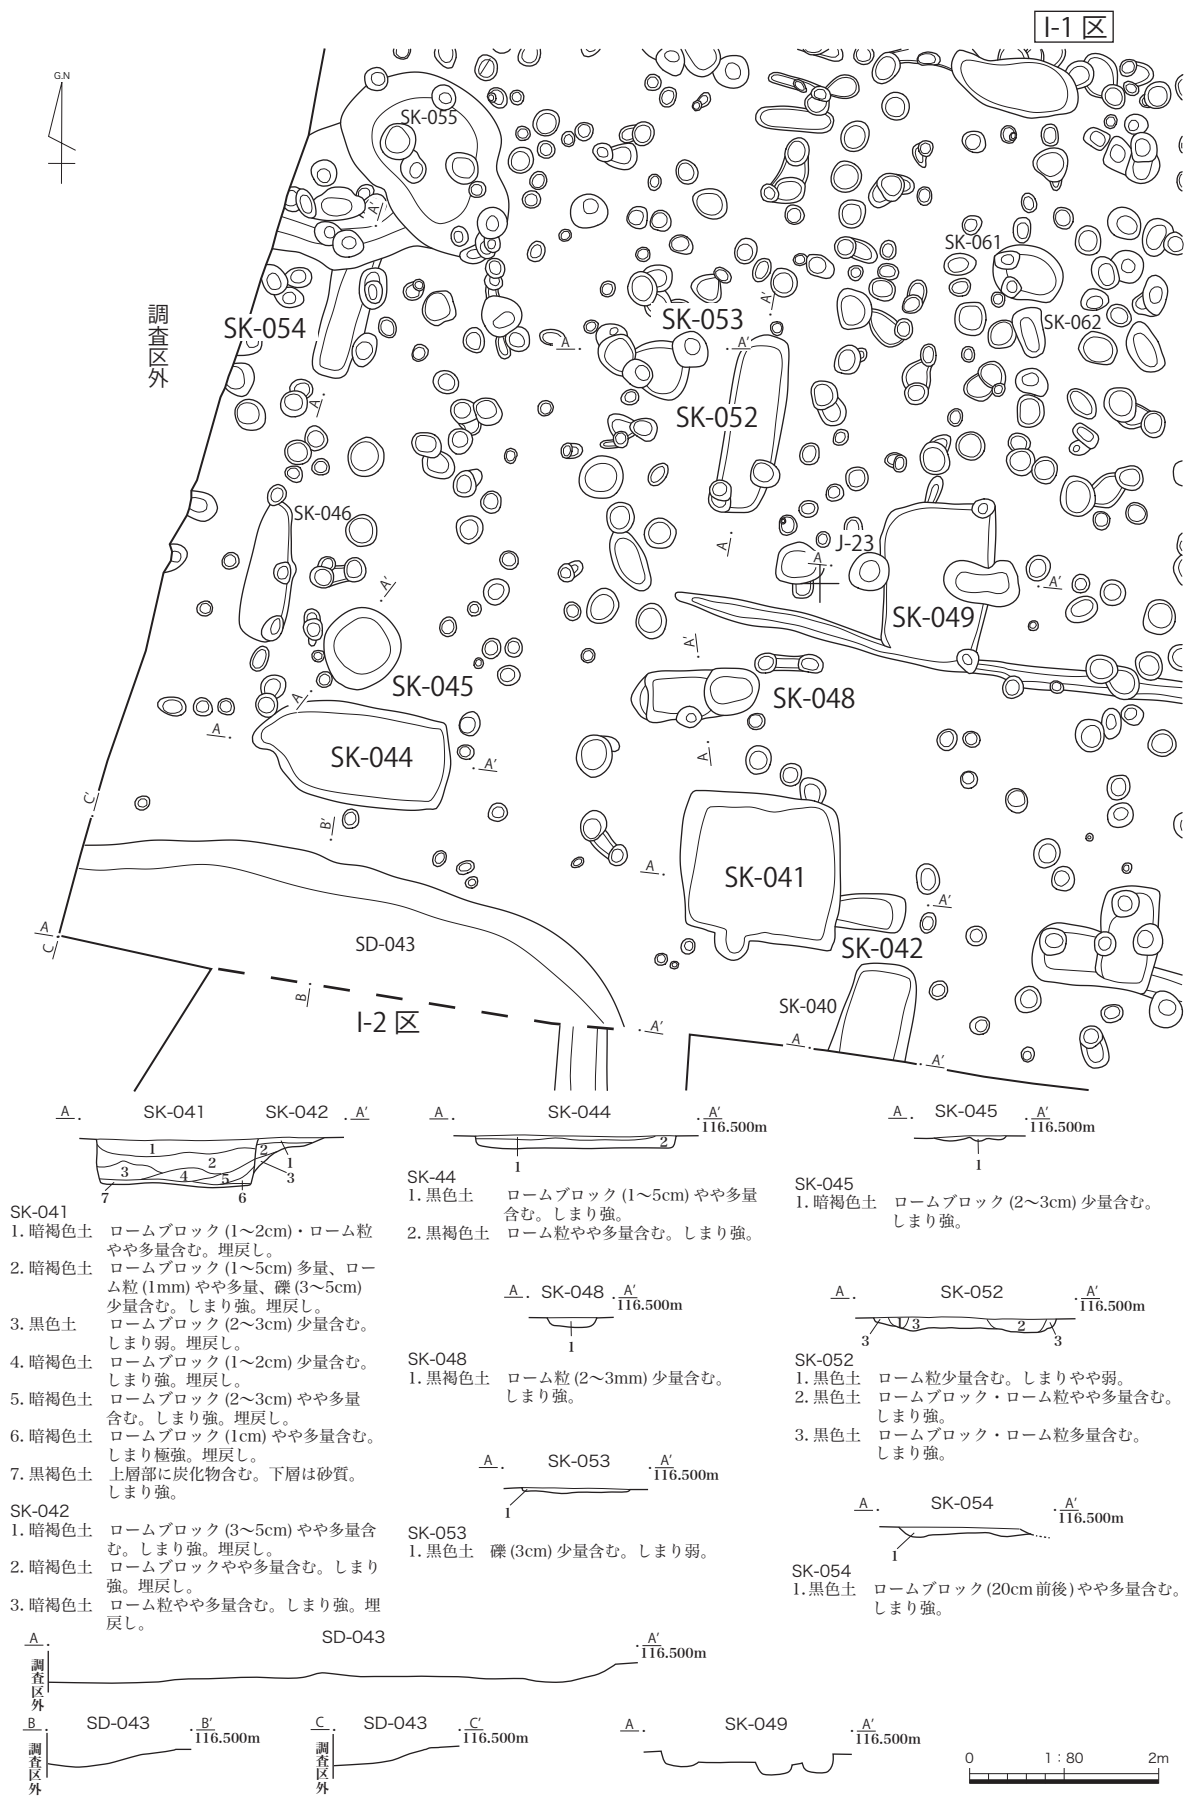 I-1 区
G.N
SK-055
A'
SK-061
調査区外
SK-054
SK-053
A'
SK-062
A
A'
A
SK-052
SK-046
A
J-23
A
A'
A'
SK-049
A'
SK-045
SK-048
A
A
SK-044
A'
A
C'
B'
A
SK-041
A'
SK-042
A
C
SD-043
B
I-2 区
SK-040
A'
A
A'
A SK-041 SK-042 A'
1
2
2
1
3
4
5
3
7
6
A SK-044 A'
116.500m
2
1
A SK-045 A'
116.500m
1
SK-041
1. 暗褐色土 ロームブロック (1～2cm)・ローム粒
やや多量含む。埋戻し。
2. 暗褐色土 ロームブロック (1～5cm) 多量、ロー
ム粒 (1mm) やや多量、礫 (3～5cm)
少量含む。しまり強。埋戻し。
3. 黒色土 ロームブロック (2～3cm) 少量含む。
しまり弱。埋戻し。
4. 暗褐色土 ロームブロック (1～2cm) 少量含む。
しまり強。埋戻し。
5. 暗褐色土 ロームブロック (2～3cm) やや多量
含む。しまり強。埋戻し。
6. 暗褐色土 ロームブロック (1cm) やや多量含む。
しまり極強。埋戻し。
7. 黒褐色土 上層部に炭化物含む。下層は砂質。
しまり強。
SK-042
1. 暗褐色土 ロームブロック (3～5cm) やや多量含
む。しまり強。埋戻し。
2. 暗褐色土 ロームブロックやや多量含む。しまり
強。埋戻し。
3. 暗褐色土 ローム粒やや多量含む。しまり強。埋
戻し。
SK-44
1. 黒色土 ロームブロック (1～5cm) やや多量
含む。しまり強。
2. 黒褐色土 ローム粒やや多量含む。しまり強。
A SK-048 A'
116.500m
1
SK-048
1. 黒褐色土 ローム粒 (2～3mm) 少量含む。
しまり強。
A SK-053 A'
116.500m
1
SK-053
1. 黒色土 礫 (3cm) 少量含む。しまり弱。
SK-045
1. 暗褐色土 ロームブロック (2～3cm) 少量含む。
しまり強。
A SK-052 A'
116.500m
1
3
2
3
3
SK-052
1. 黒色土 ローム粒少量含む。しまりやや弱。
2. 黒色土 ロームブロック・ローム粒やや多量含む。
しまり強。
3. 黒色土 ロームブロック・ローム粒多量含む。
しまり強。
A SK-054 A'
116.500m
1
SK-054
1. 黒色土 ロームブロック (20cm 前後) やや多量含む。
しまり強。
A SD-043 A'
116.500m
調査区外
B SD-043 B'
116.500m
調査区外
C SD-043 C'
116.500m
調査区外
A SK-049 A'
116.500m
0 1：80 2m